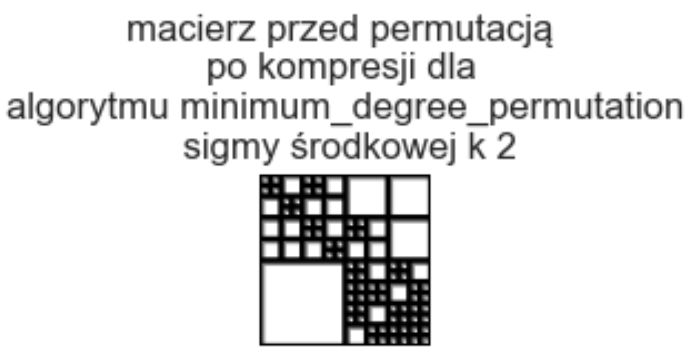 macierz przed permutacją
po kompresji dla
algorytmu minimum_degree_permutation
sigmy środkowej k 2